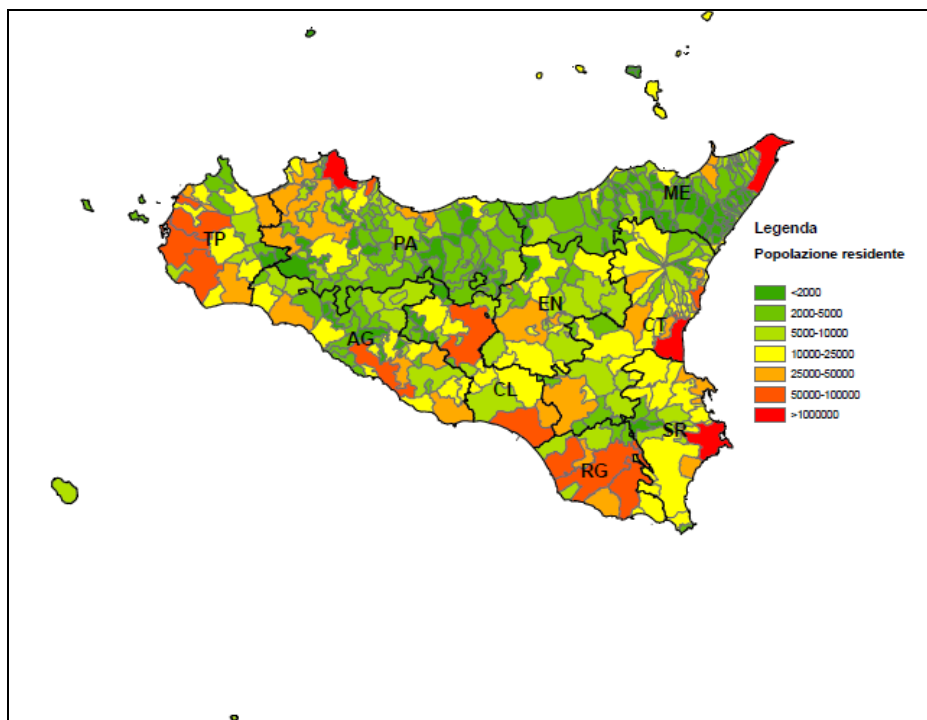 ME
TP
PA
EN
CT
AG
CL
SR
RG
Legenda
Popolazione residente
<2000
2000-5000
5000-10000
10000-25000
25000-50000
50000-100000
>1000000